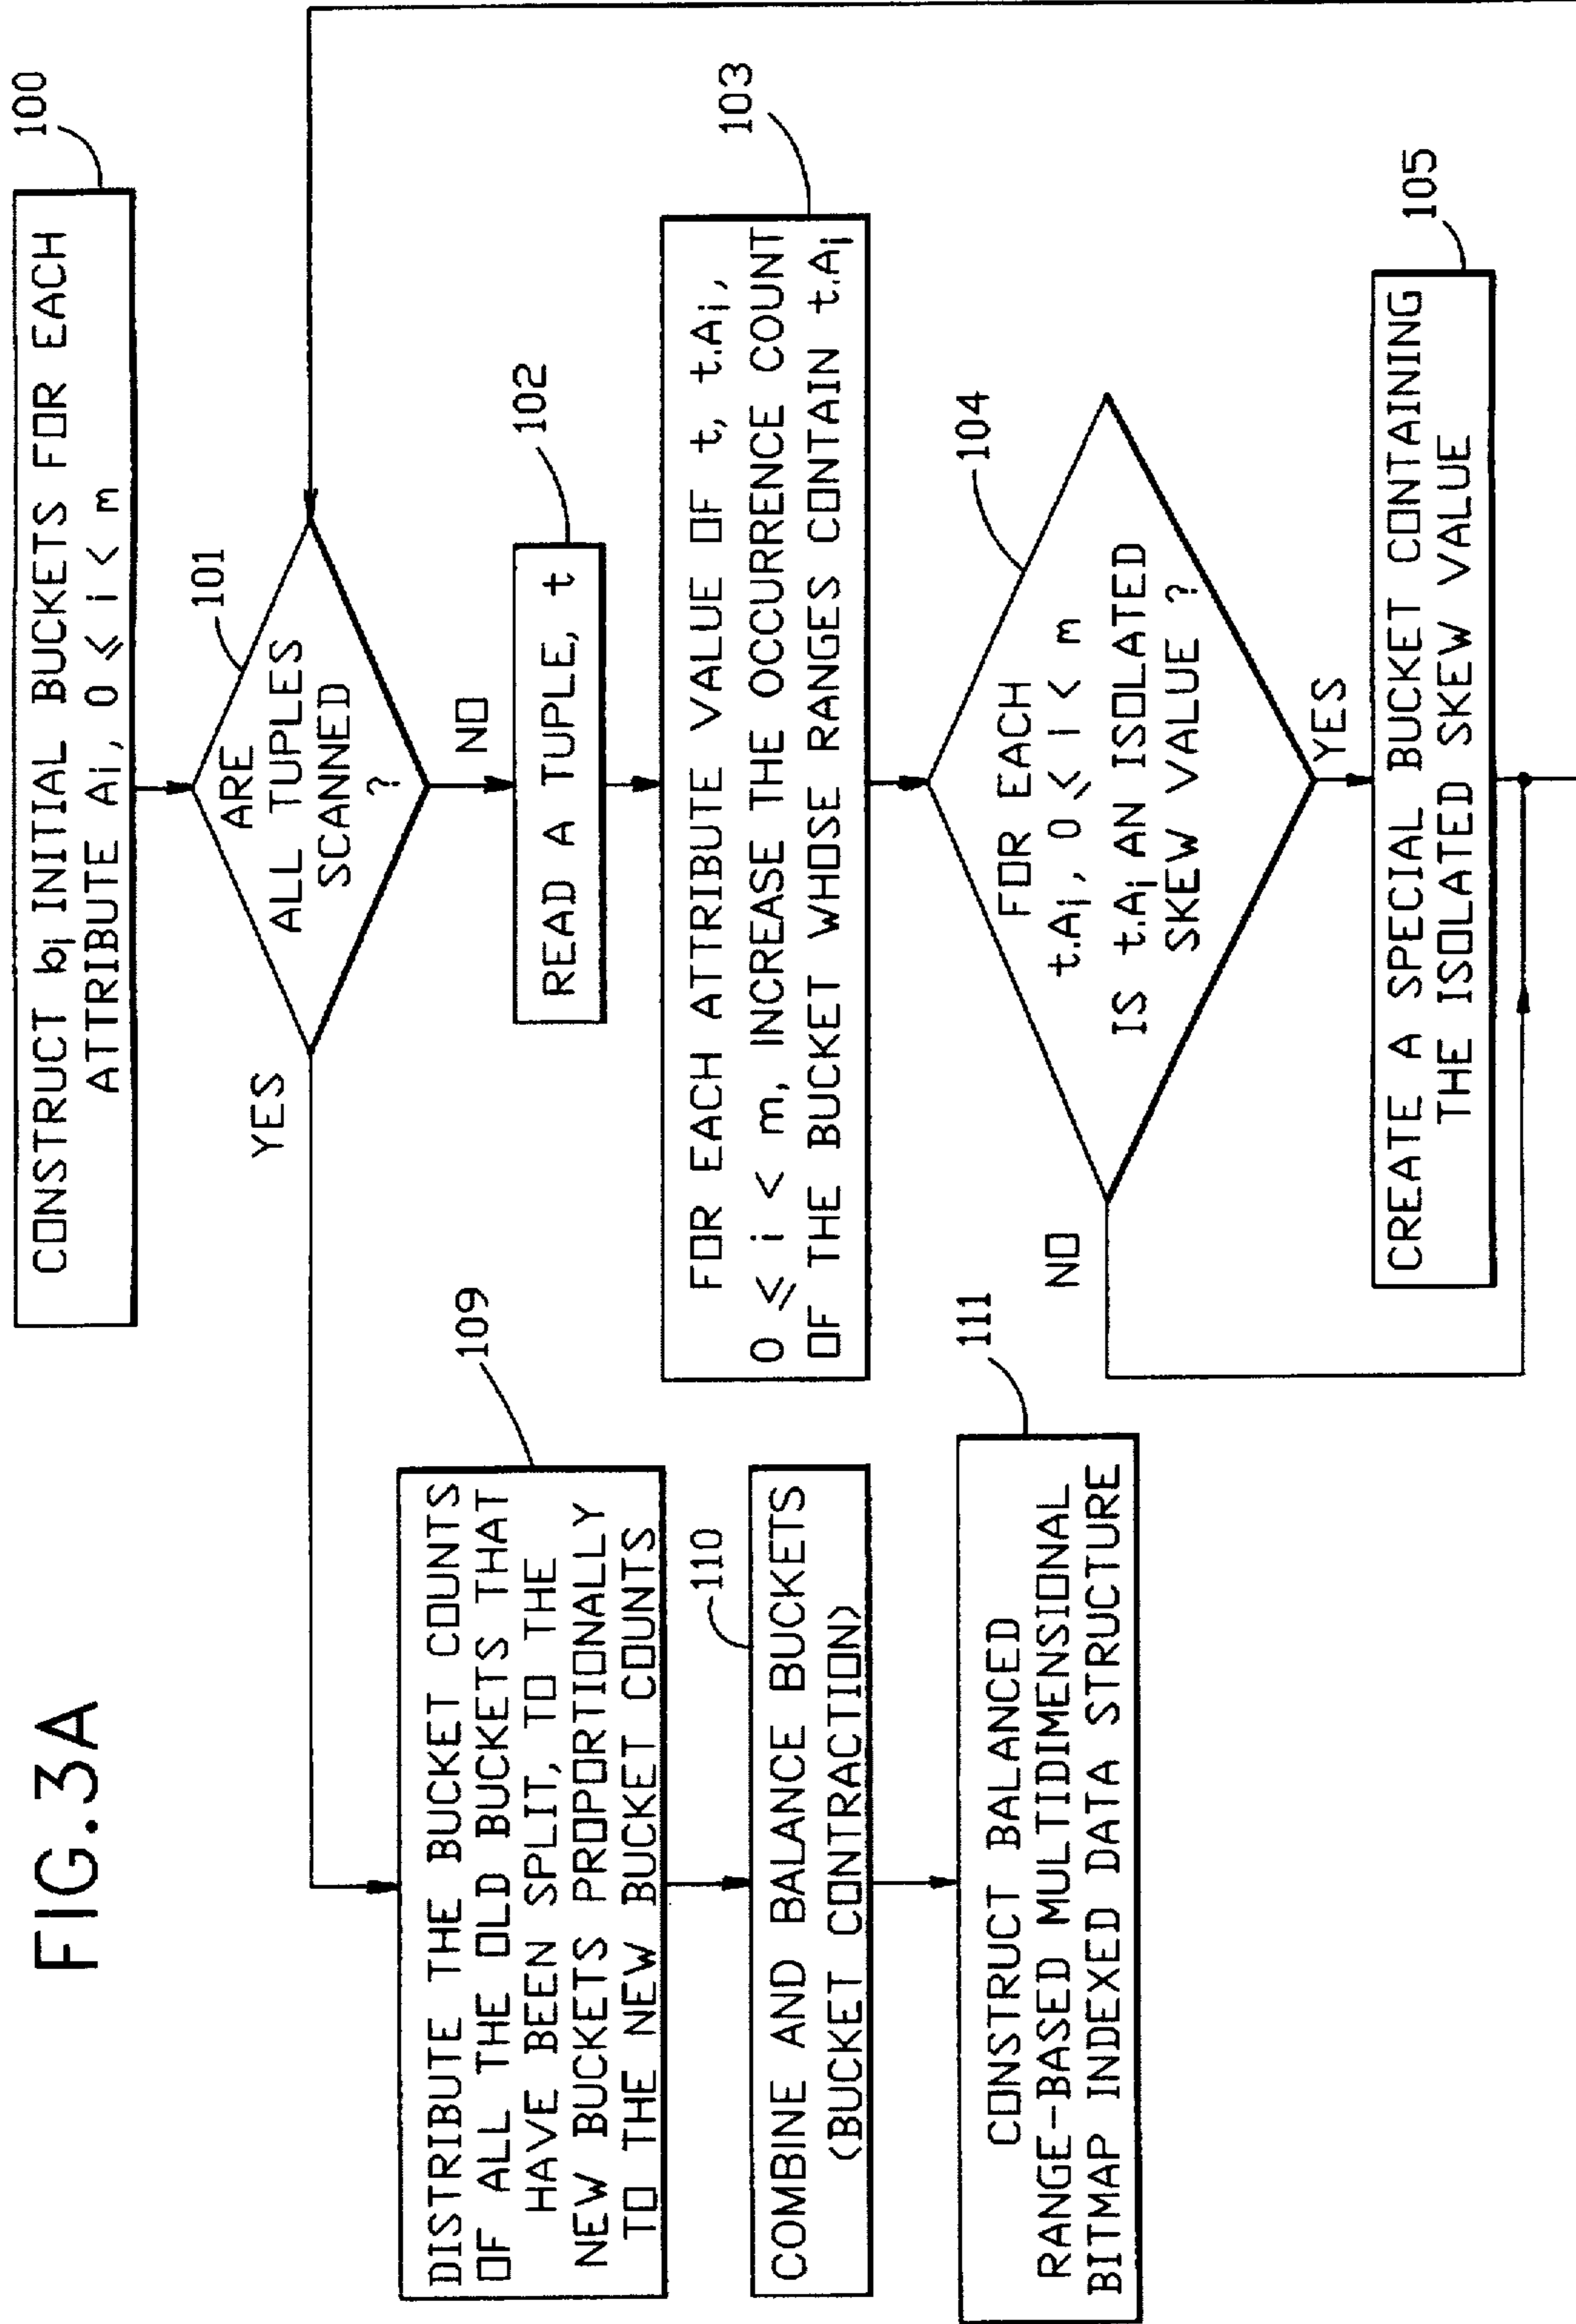 FIG.3A
100
CONSTRUCT bi INITIAL BUCKETS FOR EACH
ATTRIBUTE Ai, 0 ⩽ i < m
101
ARE
ALL TUPLES
SCANNED
?
YES
NO
102
READ A TUPLE, t
103
FOR EACH ATTRIBUTE VALUE OF t, t.Ai,
0 ⩽ i < m, INCREASE THE OCCURRENCE COUNT
OF THE BUCKET WHOSE RANGES CONTAIN t.Ai
104
FOR EACH
t.Ai, 0 ⩽ i < m
IS t.Ai AN ISOLATED
SKEW VALUE ?
NO
YES
105
CREATE A SPECIAL BUCKET CONTAINING
THE ISOLATED SKEW VALUE
109
DISTRIBUTE THE BUCKET COUNTS
OF ALL THE OLD BUCKETS THAT
HAVE BEEN SPLIT, TO THE
NEW BUCKETS PROPORTIONALLY
TO THE NEW BUCKET COUNTS
110
COMBINE AND BALANCE BUCKETS
(BUCKET CONTRACTION)
111
CONSTRUCT BALANCED
RANGE-BASED MULTIDIMENSIONAL
BITMAP INDEXED DATA STRUCTURE